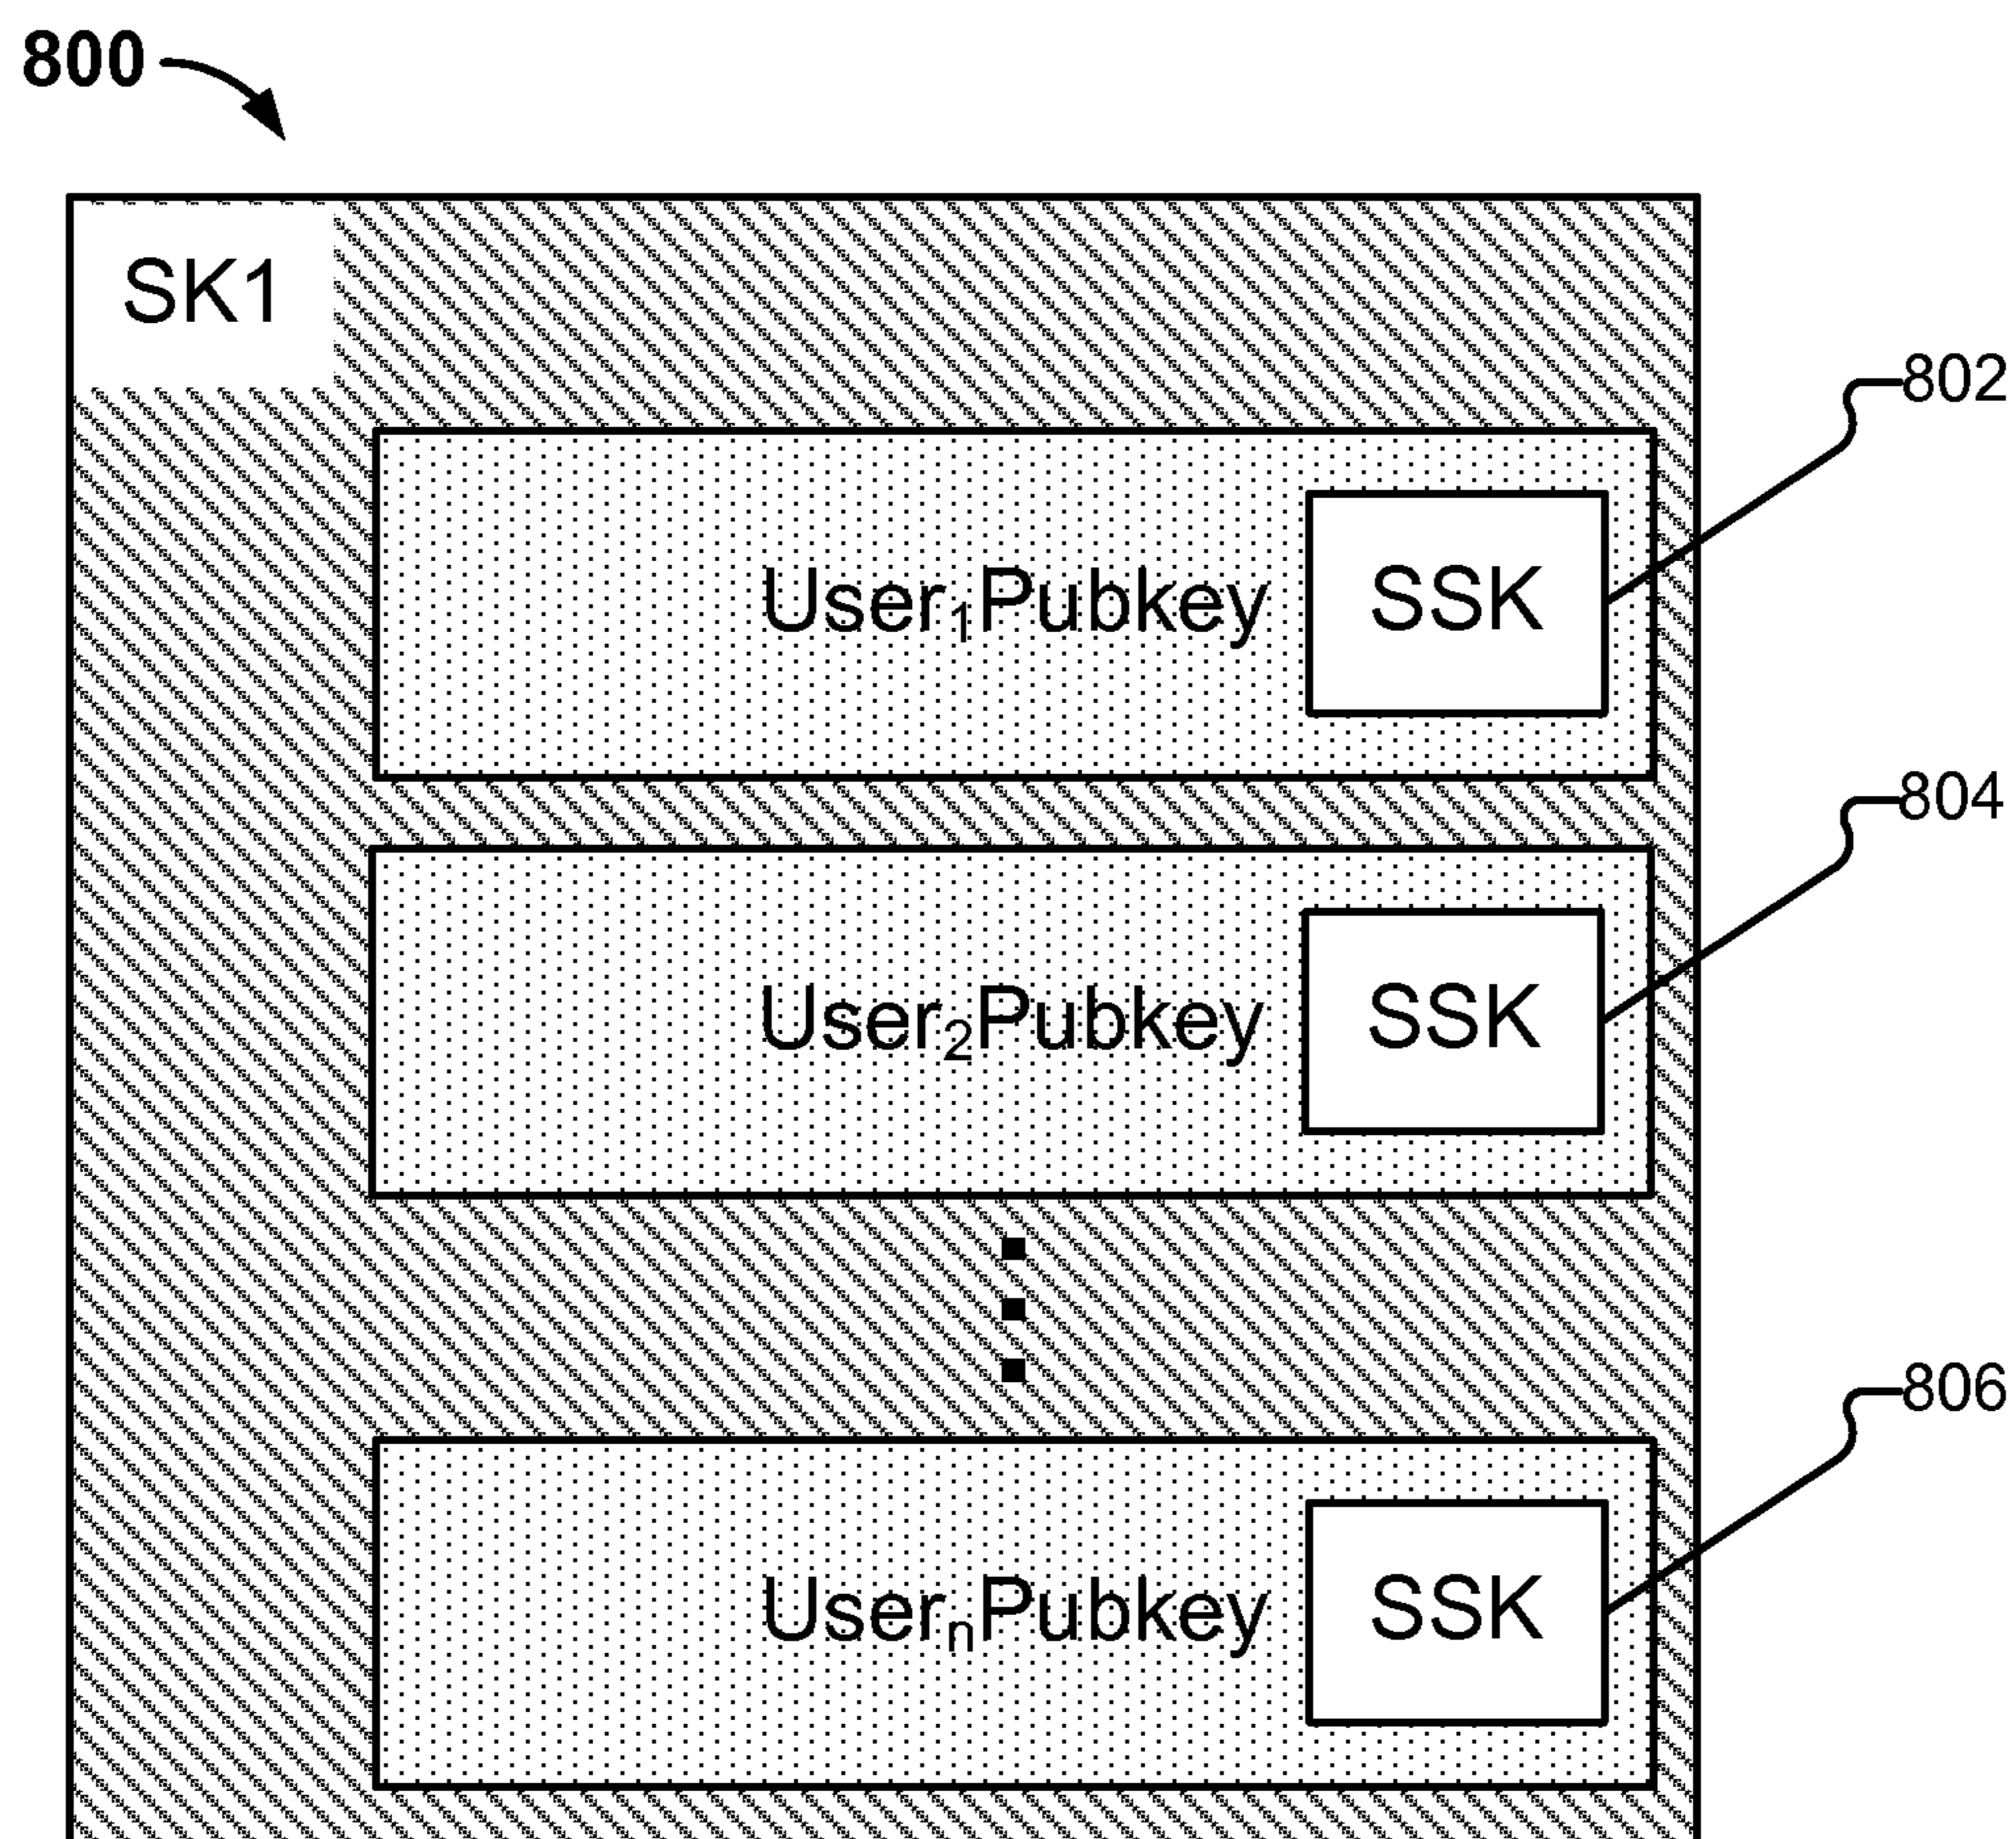 800
SK1
802
User₁Pubkey SSK
804
User₂Pubkey SSK
806
UserₙPubkey SSK